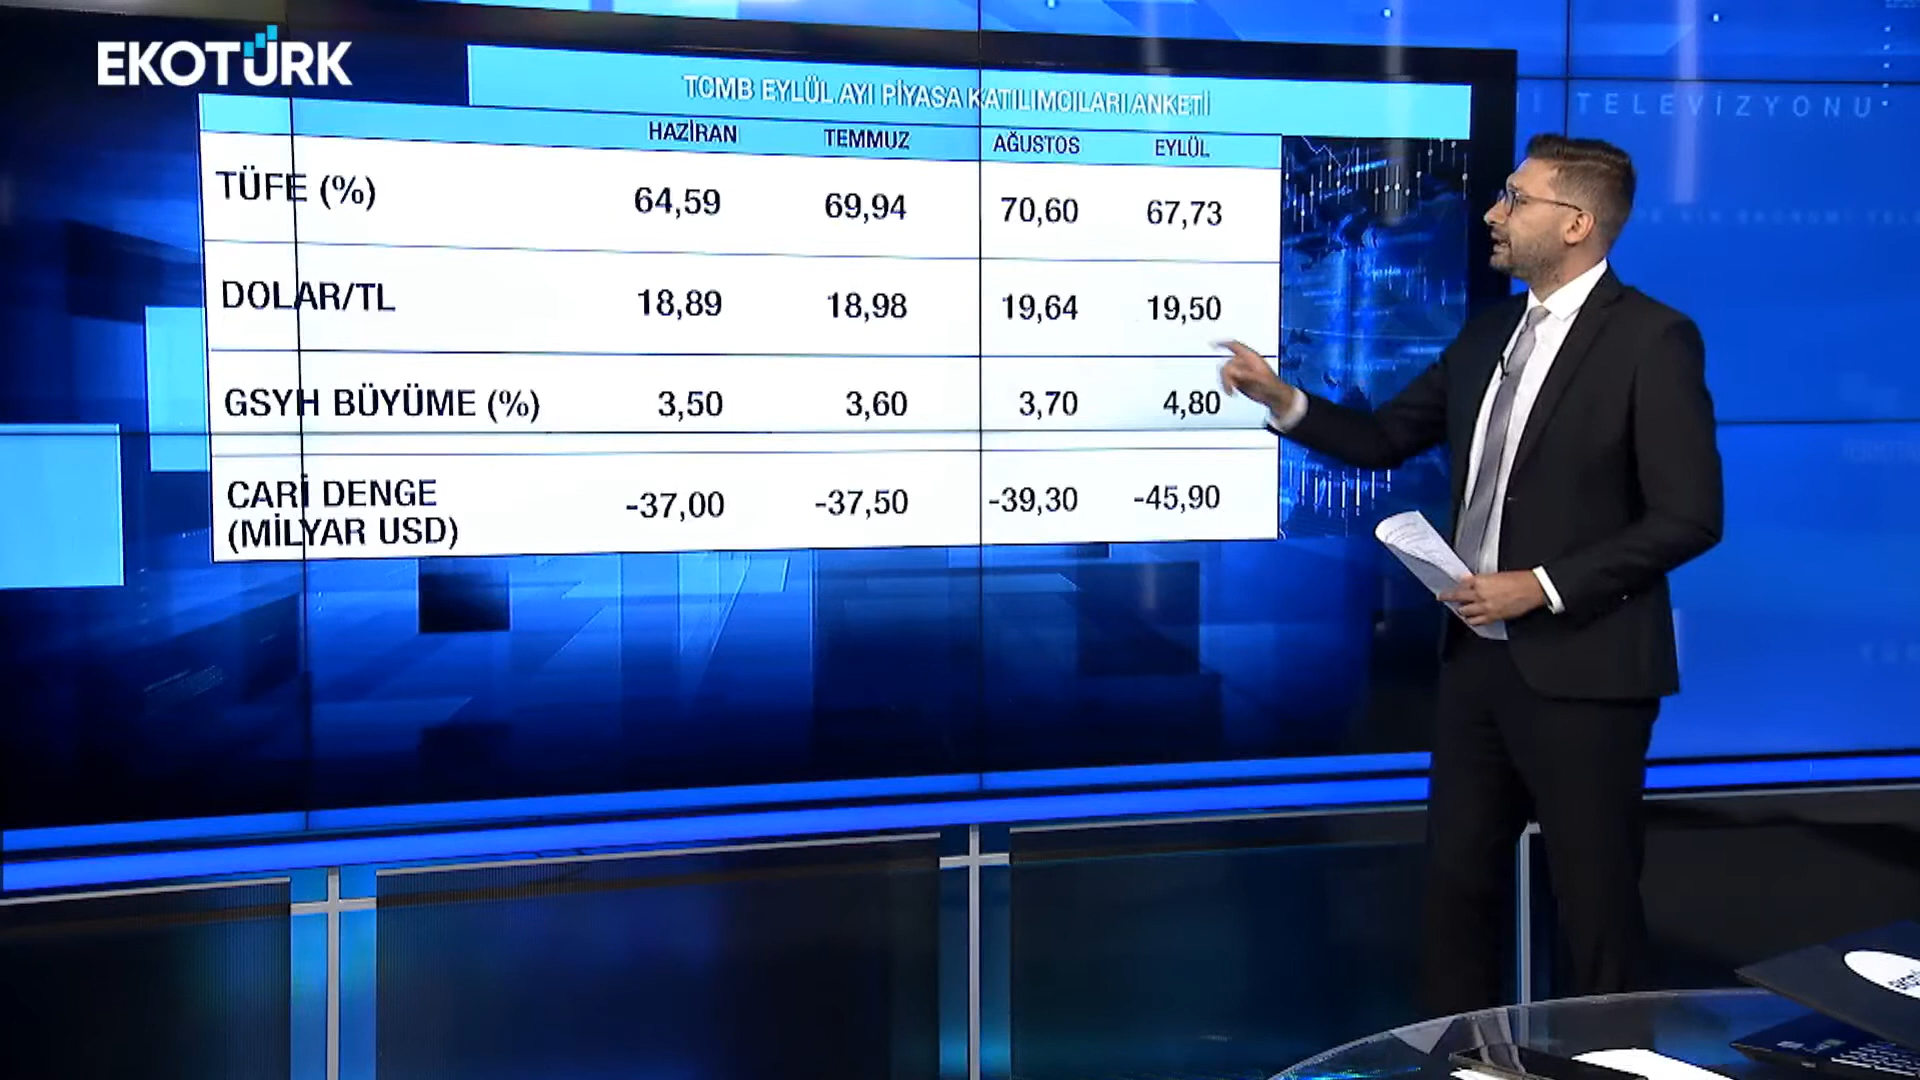 EKOTÜRK
TCMB EYLÜL AYI PİYASA KATILIMCILARI ANKETİ
TELEVİZYONU
HAZİRAN TEMMUZ AĞUSTOS EYLÜL
TÜFE (%) 64,59 69,94 70,60 67,73
DOLAR/TL 18,89 18,98 19,64 19,50
GSYH BÜYÜME (%) 3,50 3,60 3,70 4,80
CARİ DENGE
(MİLYAR USD) -37,00 -37,50 -39,30 -45,90